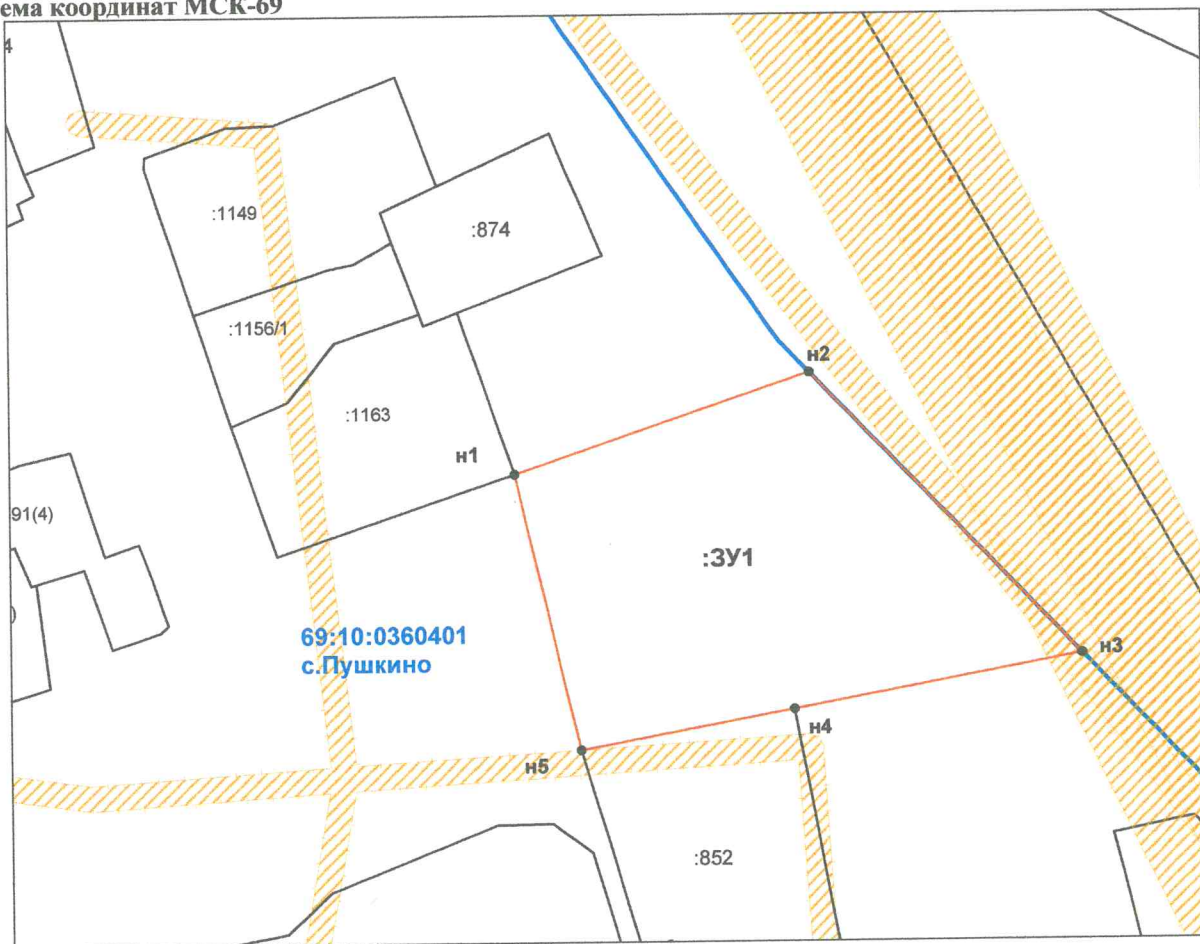 ема координат МСК-69
4
:1149
:874
:1156/1
н2
:1163
н1
91(4)
:ЗУ1
)
69:10:0360401
с.Пушкино
н3
н4
н5
:852